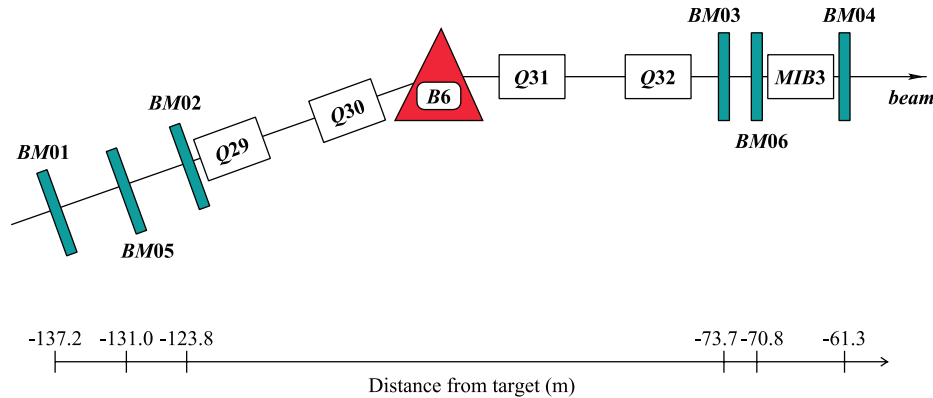 BM03
BM04
BM02
Q30
B6
Q31
Q32
MIB3
beam
BM01
Q29
BM06
BM05
-137.2
-131.0
-123.8
-73.7
-70.8
-61.3
Distance from target (m)